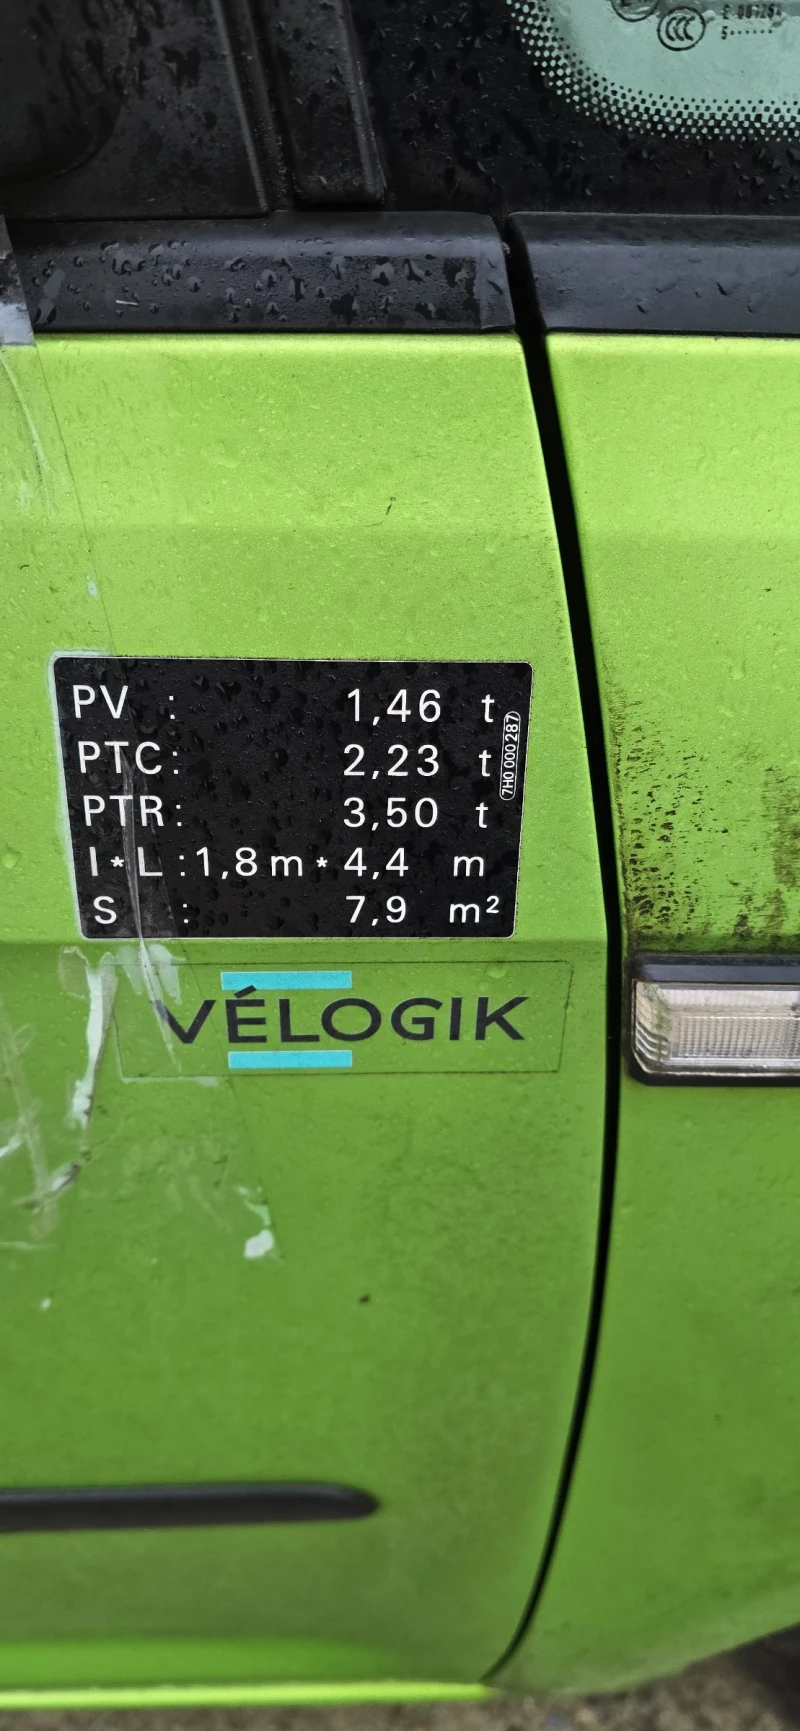 PV : 1,46 t
PTC: 2,23 t
PTR: 3,50 t
l*L :1,8 m * 4,4 m
S : 7,9 m²
7H0 000 287
VÉLOGIK